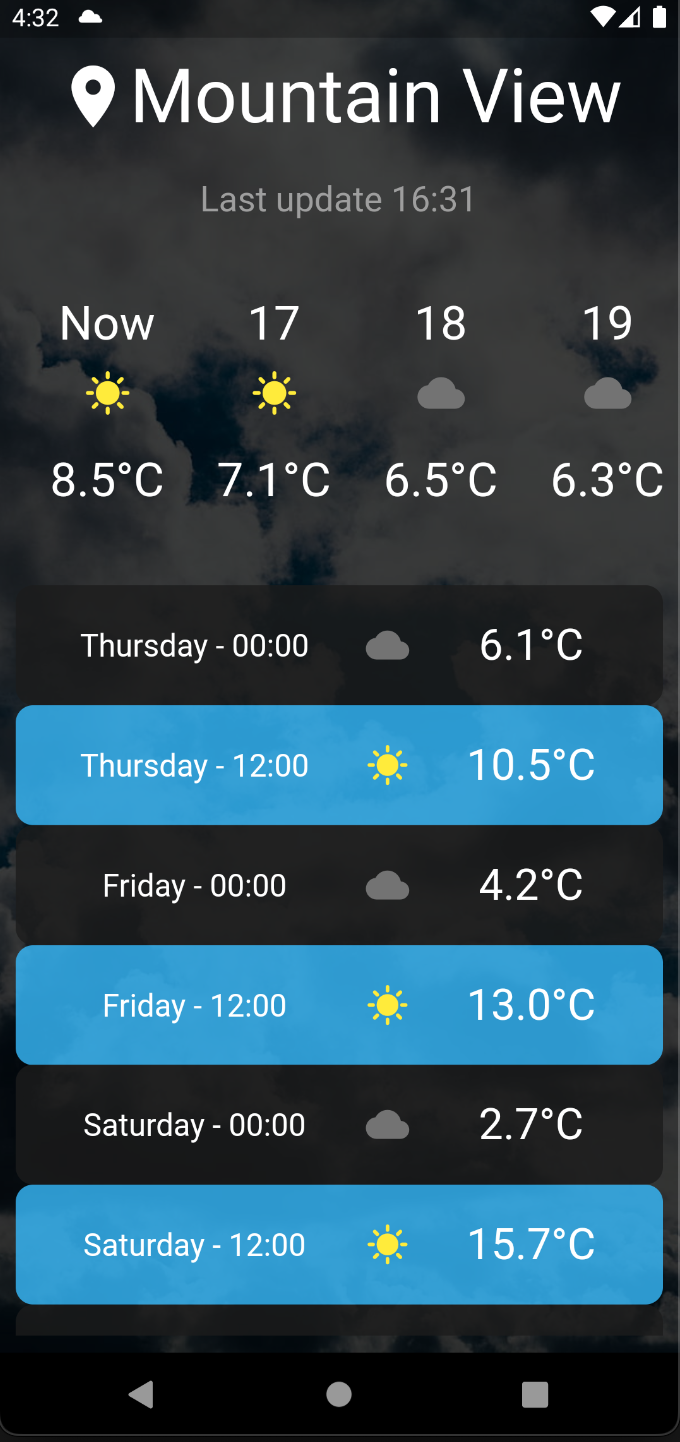 4:32
Mountain View
Last update 16:31
Now 17 18 19
8.5°C 7.1°C 6.5°C 6.3°C
Thursday - 00:00 6.1°C
Thursday - 12:00 10.5°C
Friday - 00:00 4.2°C
Friday - 12:00 13.0°C
Saturday - 00:00 2.7°C
Saturday - 12:00 15.7°C